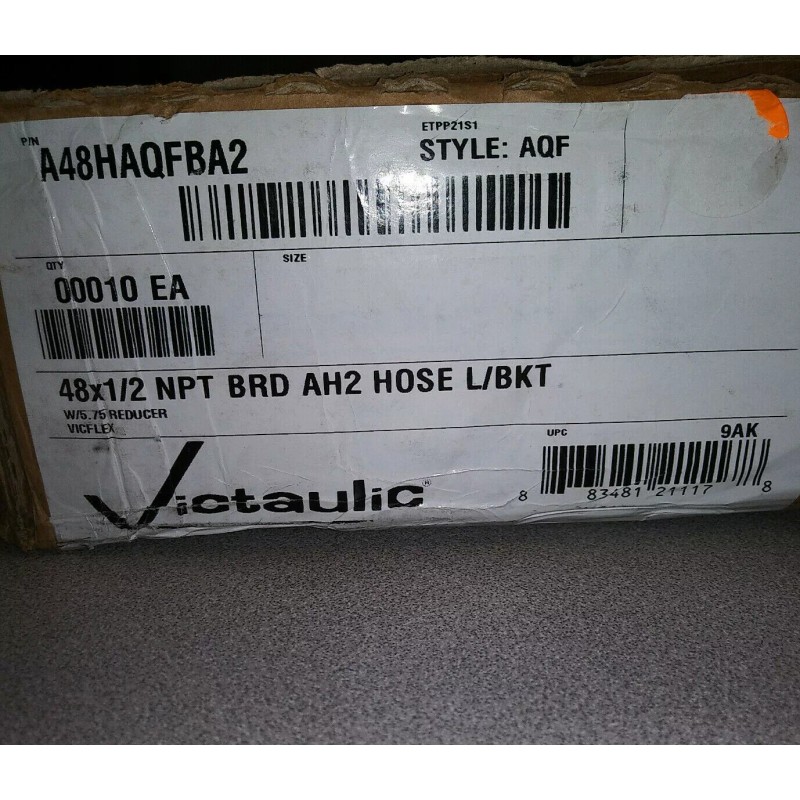 ETPP21S1
P/N
A48HAQFBA2 STYLE: AQF
QTY
SIZE
00010 EA
48x1/2 NPT BRD AH2 HOSE L/BKT
W/5.75 REDUCER
VICFLEX
UPC 9AK
Victaulic®
8 83481 21117 8